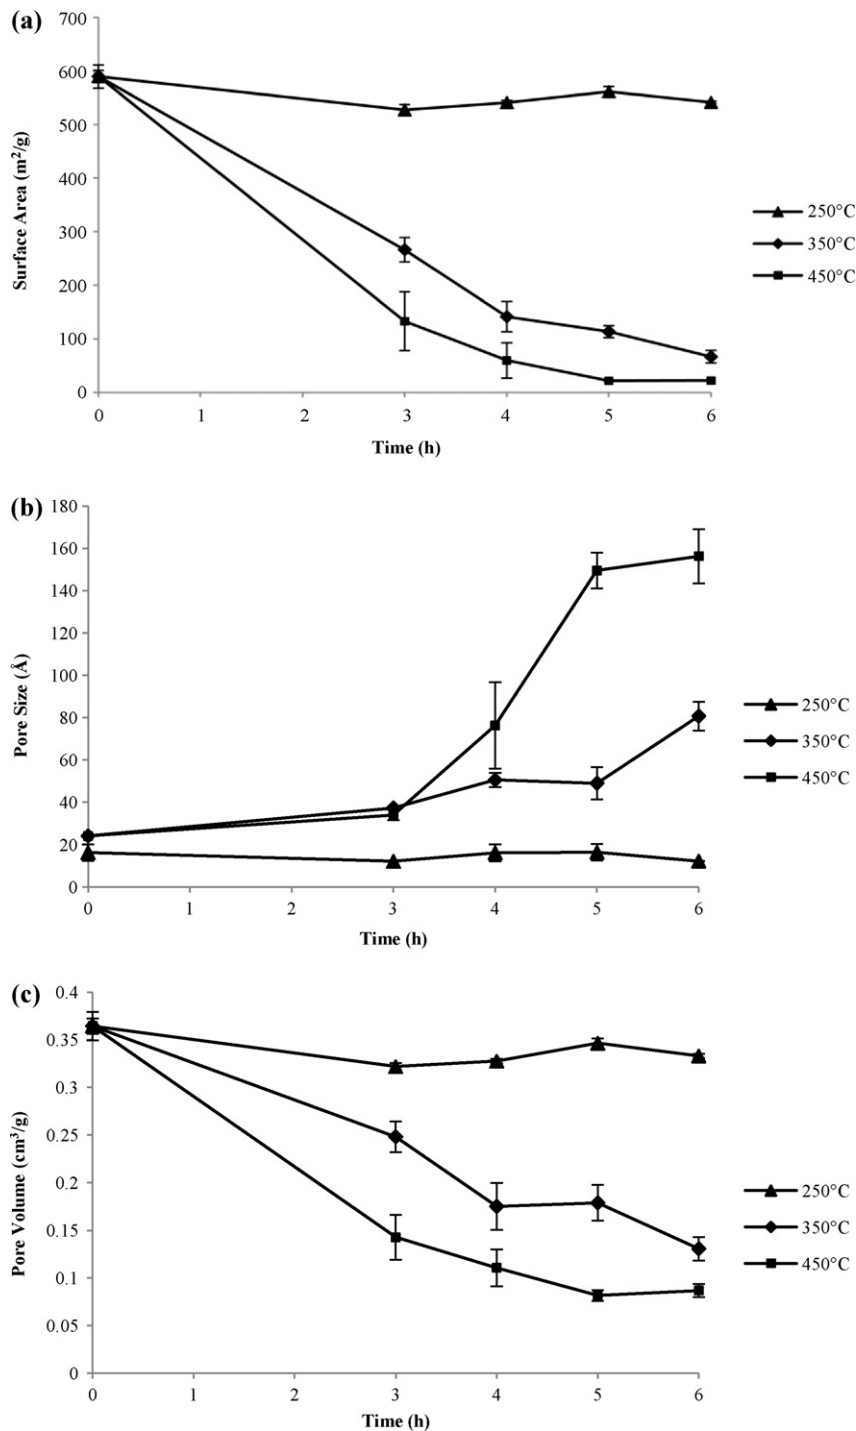 (a)
700
600
500
400
300
200
100
0
Surface Area (m²/g)
0 1 2 3 4 5 6
Time (h)
250°C
350°C
450°C
(b)
180
160
140
120
100
80
60
40
20
0
Pore Size (Å)
0 1 2 3 4 5 6
Time (h)
250°C
350°C
450°C
(c)
0.4
0.35
0.3
0.25
0.2
0.15
0.1
0.05
0
Pore Volume (cm³/g)
0 1 2 3 4 5 6
Time (h)
250°C
350°C
450°C